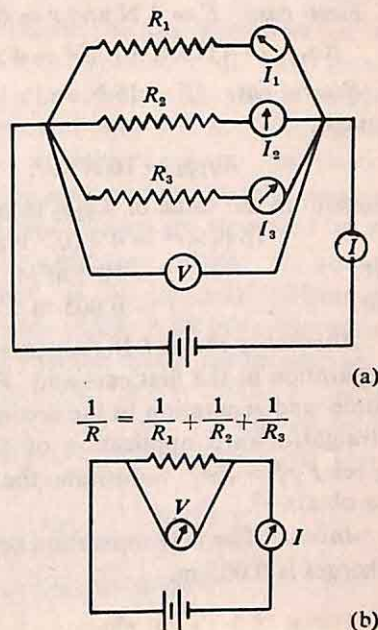 R₁
I₁
R₂
I₂
R₃
I₃
V
I
(a)
1/R = 1/R₁ + 1/R₂ + 1/R₃
V
I
(b)